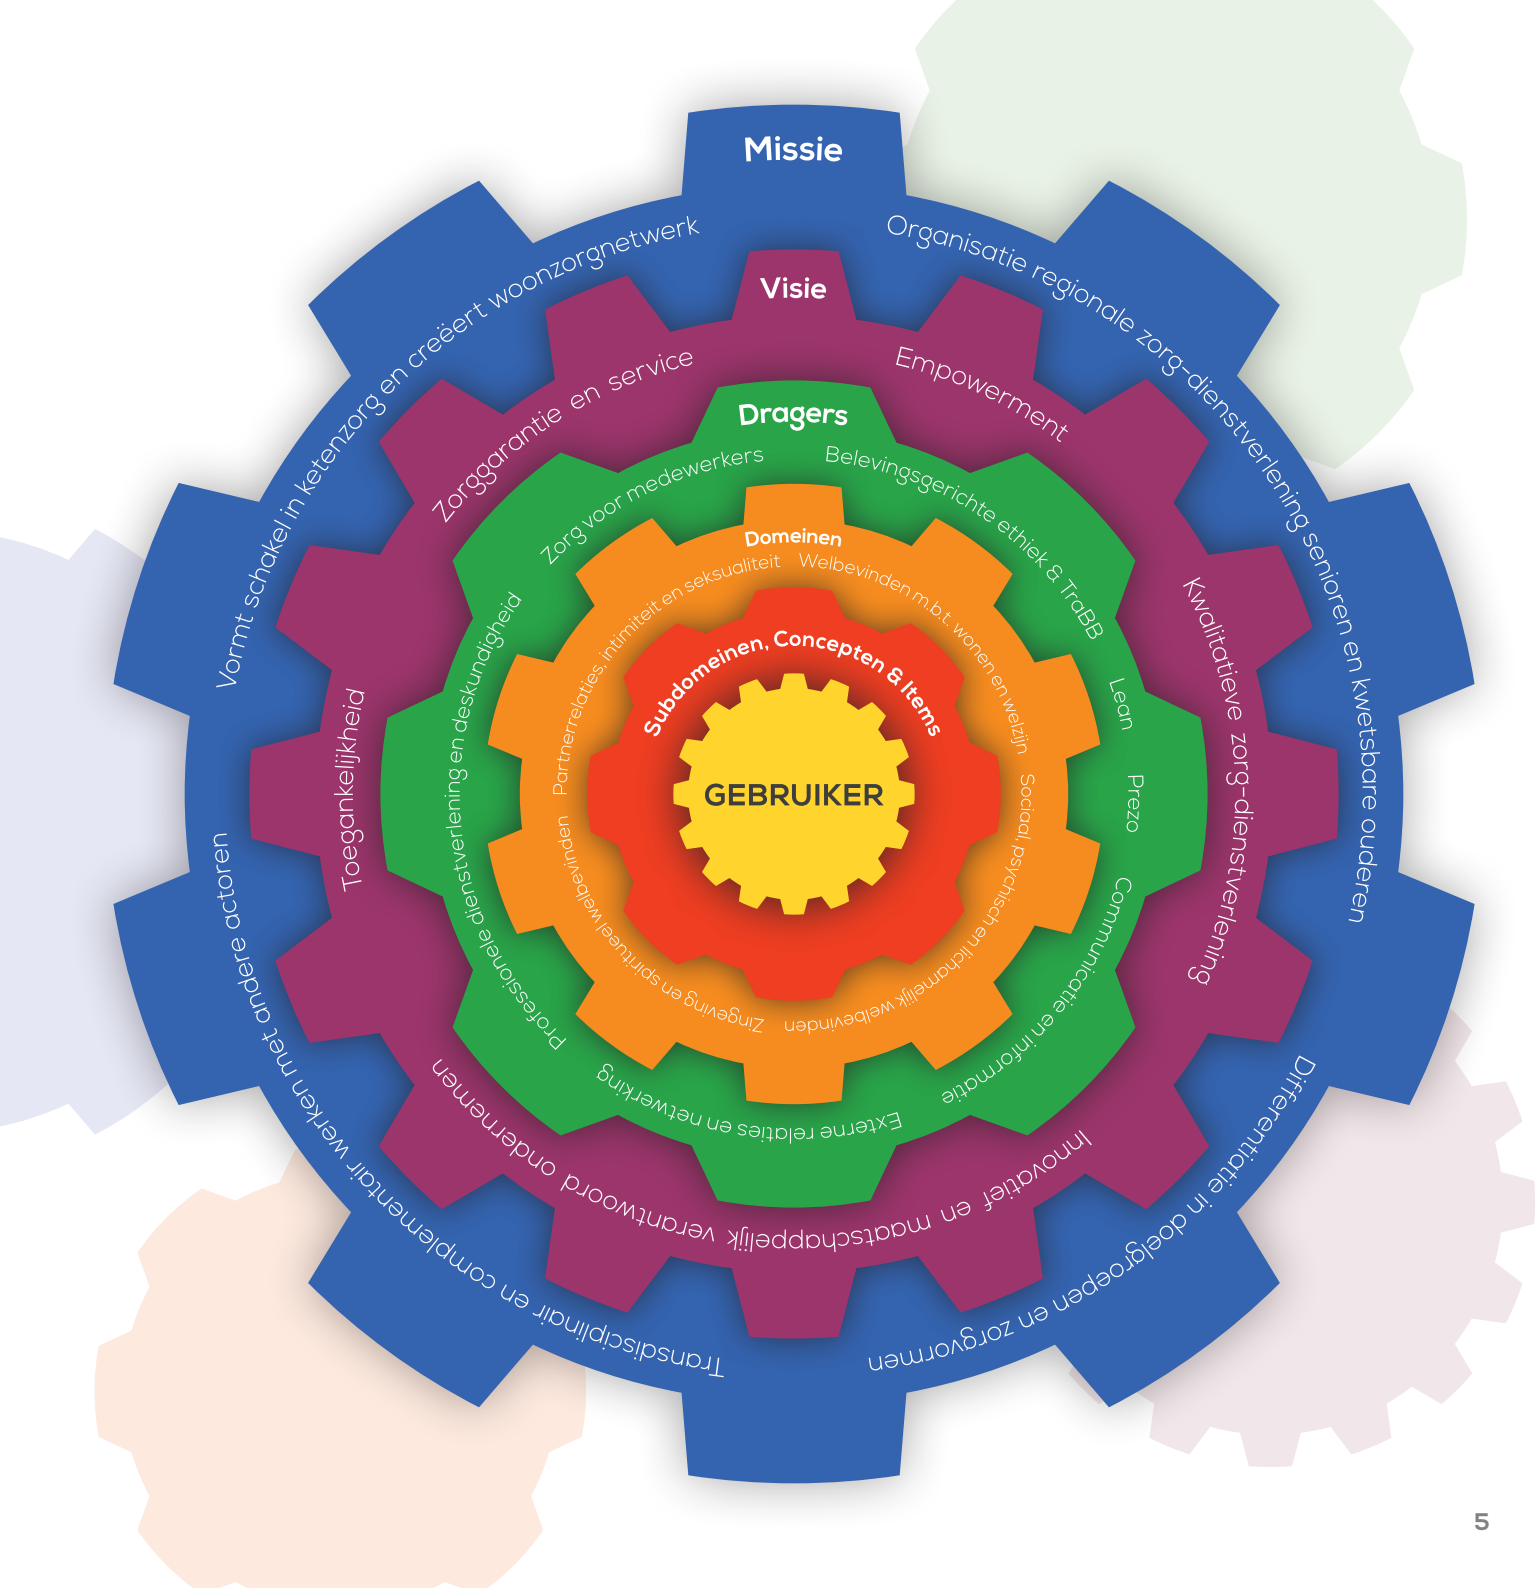 Missie
Organisatie regionale zorg-dienstverlening senioren en kwetsbare ouderen
Differentiatie in doelgroepen en zorgvormen
Transdisciplinair en complementair werken met andere actoren
Vormt schakel in ketenzorg en creëert woonzorgnetwerk
Visie
Empowerment
Kwalitatieve zorg-dienstverlening
Innovatief en maatschappelijk verantwoord ondernemen
Toegankelijkheid
Zorggarantie en service
Dragers
Belevingsgerichte ethiek & TraBB
Lean
Prezo
Communicatie en informatie
Externe relaties en netwerking
Professionele dienstverlening en deskundigheid
Zorg voor medewerkers
Domeinen
Welbevinden m.b.t. wonen en welzijn
Sociaal, psychisch en lichamelijk welbevinden
Zingeving en spiritueel welbevinden
Partnerrelaties, intimiteit en seksualiteit
Subdomeinen, Concepten & Items
GEBRUIKER
5